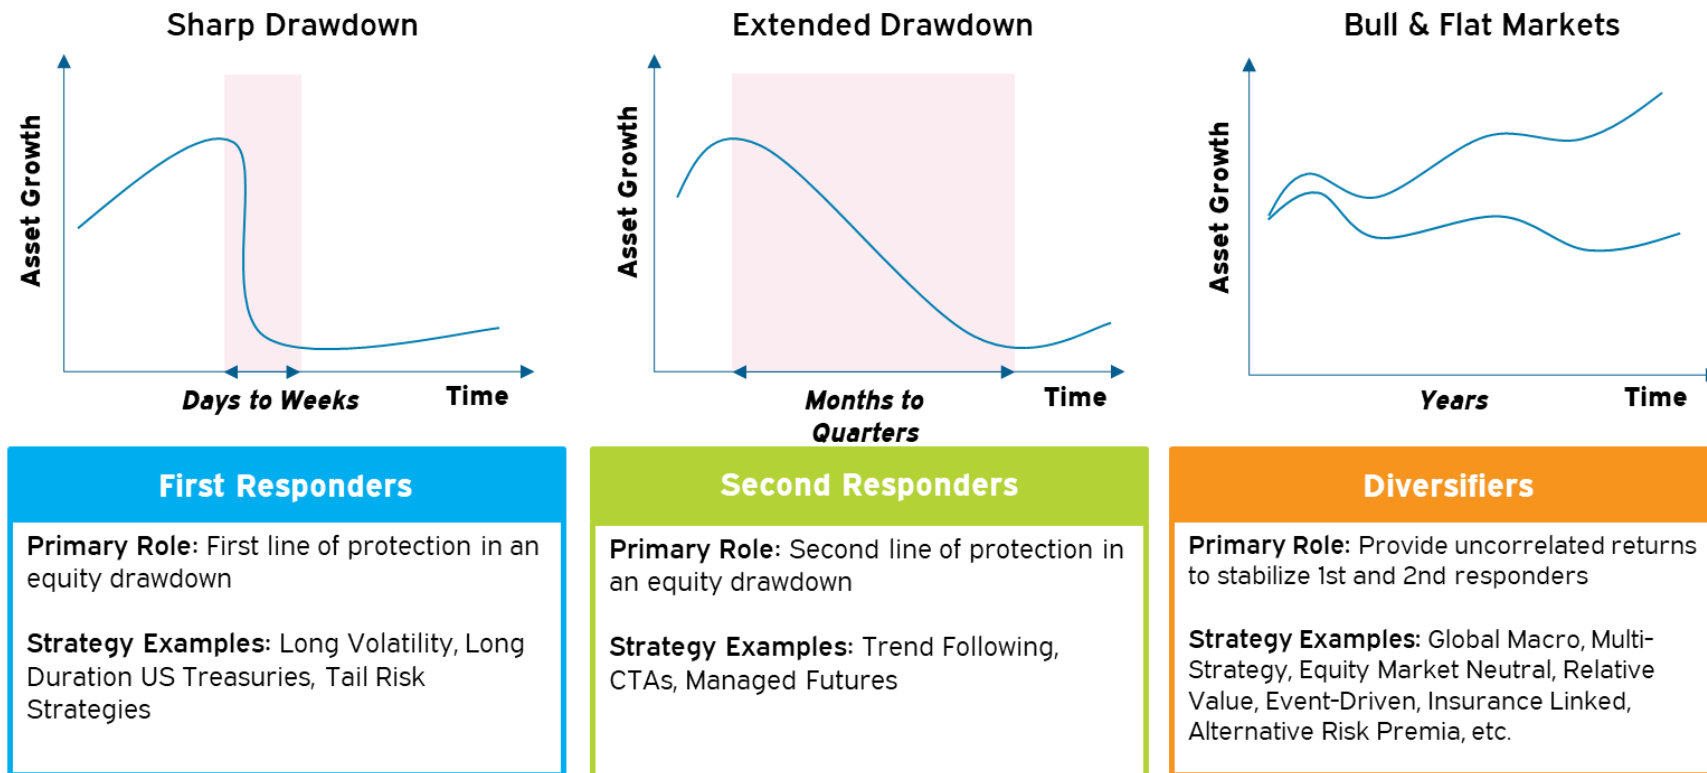 Sharp Drawdown
Asset Growth
Days to Weeks
Time
Extended Drawdown
Asset Growth
Months to
Quarters
Time
Bull & Flat Markets
Asset Growth
Years
Time
First Responders
Primary Role: First line of protection in an
equity drawdown
Strategy Examples: Long Volatility, Long
Duration US Treasuries, Tail Risk
Strategies
Second Responders
Primary Role: Second line of protection in
an equity drawdown
Strategy Examples: Trend Following,
CTAs, Managed Futures
Diversifiers
Primary Role: Provide uncorrelated returns
to stabilize 1st and 2nd responders
Strategy Examples: Global Macro, Multi-
Strategy, Equity Market Neutral, Relative
Value, Event-Driven, Insurance Linked,
Alternative Risk Premia, etc.